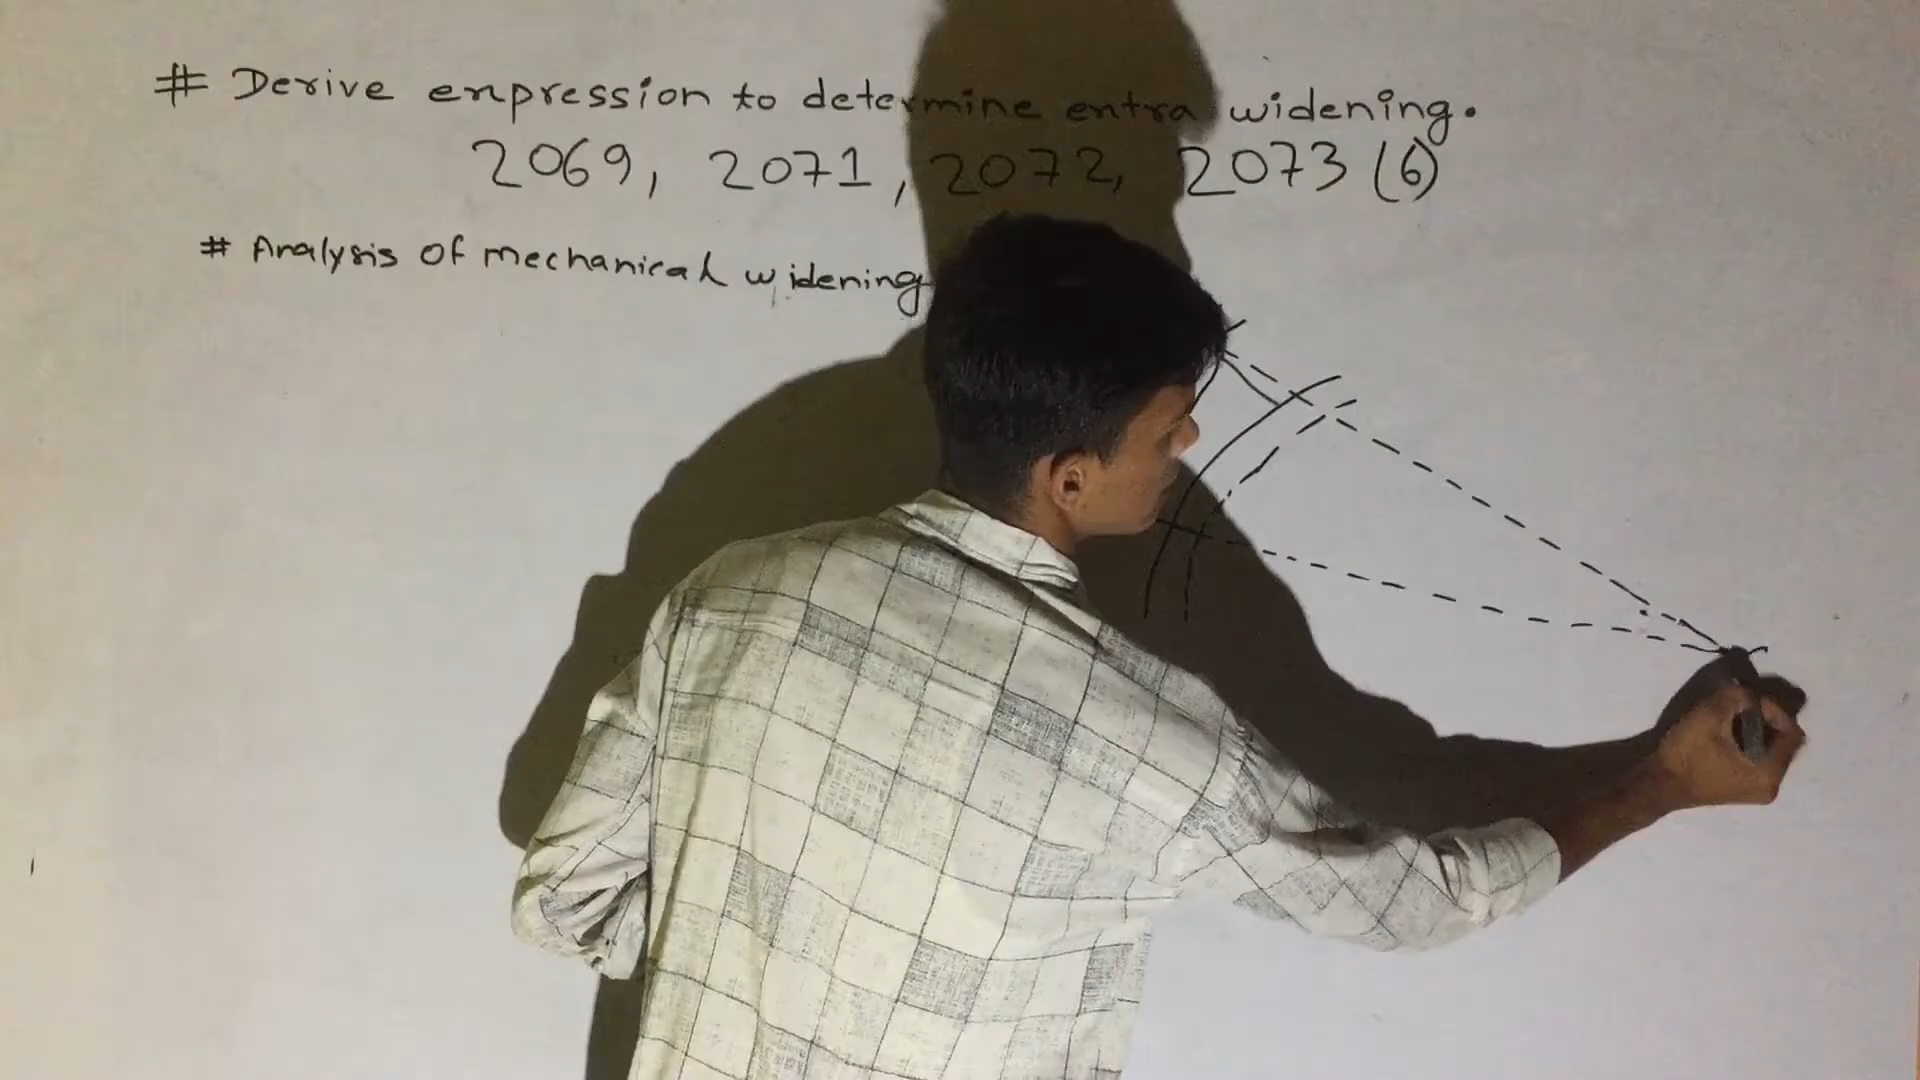 # Derive enpression to determine entra widening.
2069, 2071, 2072, 2073 (6)
# Analysis of mechanical widening